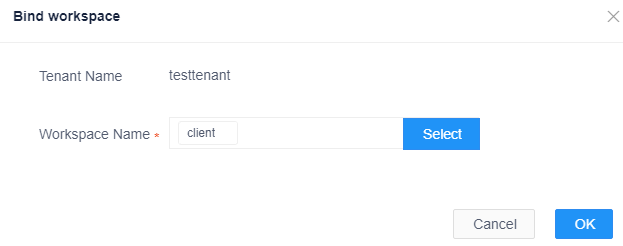 Bind workspace
Tenant Name testtenant
Workspace Name * client Select
Cancel OK